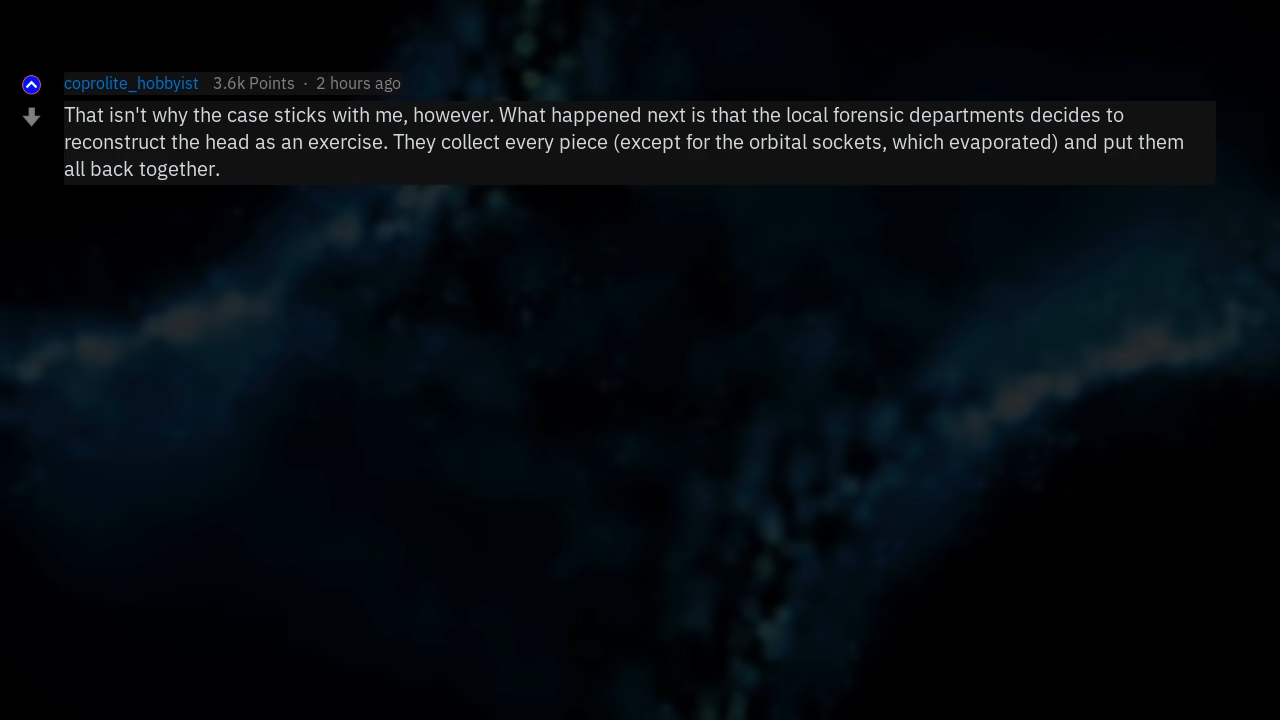 coprolite_hobbyist 3.6k Points · 2 hours ago
That isn't why the case sticks with me, however. What happened next is that the local forensic departments decides to
reconstruct the head as an exercise. They collect every piece (except for the orbital sockets, which evaporated) and put them
all back together.